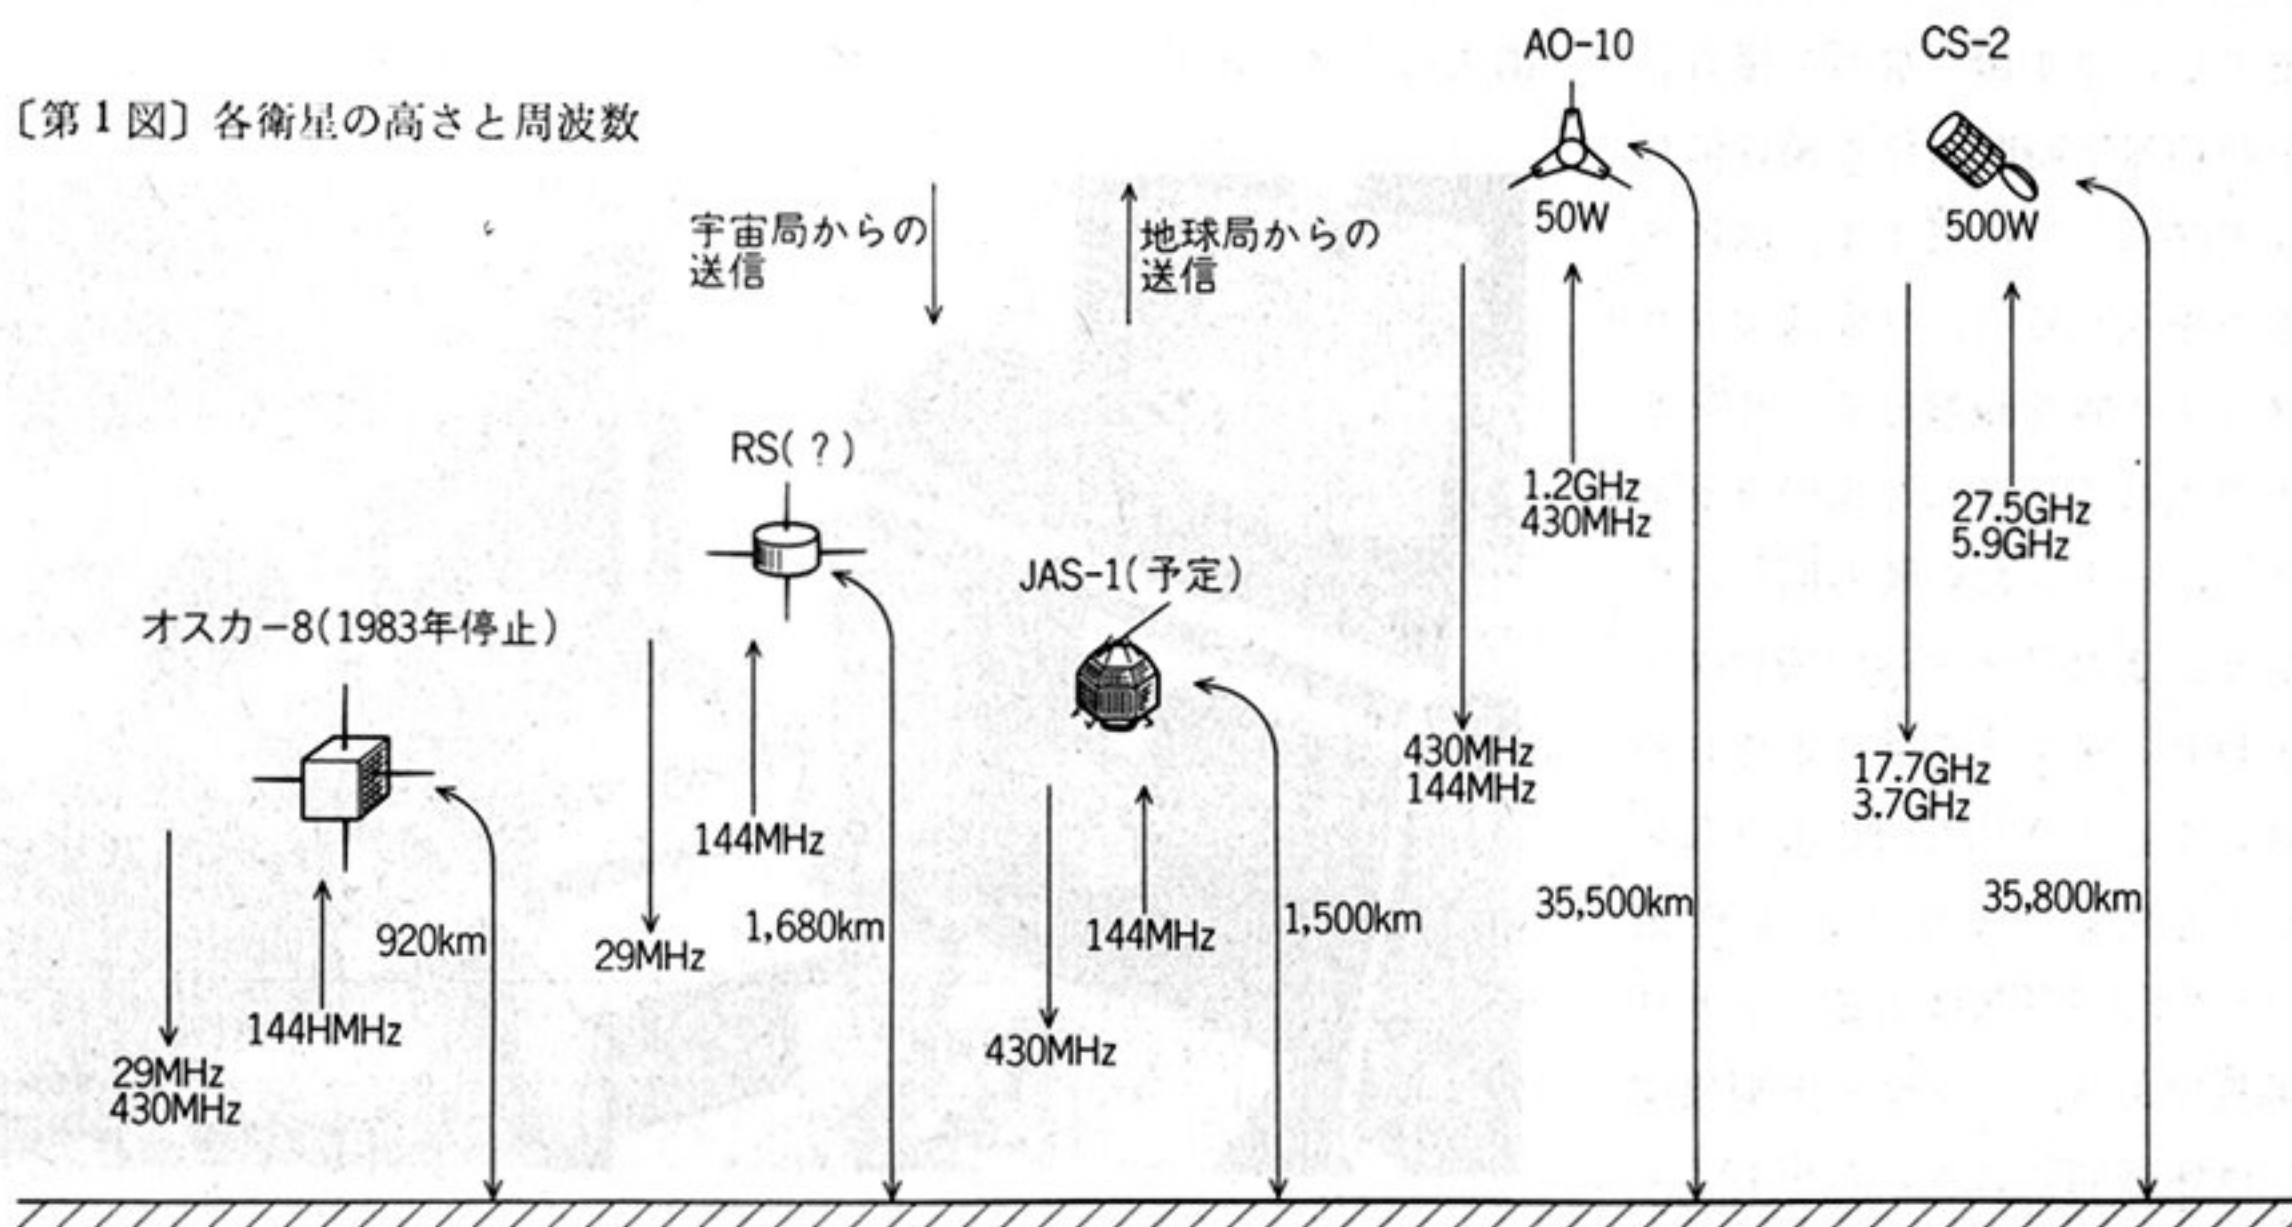 〔第1図〕各衛星の高さと周波数
宇宙局からの
送信
地球局からの
送信
オスカー8(1983年停止)
144HMHz
29MHz
430MHz
920km
RS(?)
144MHz
29MHz
1,680km
JAS-1(予定)
144MHz
430MHz
1,500km
AO-10
50W
1.2GHz
430MHz
430MHz
144MHz
35,500km
CS-2
500W
27.5GHz
5.9GHz
17.7GHz
3.7GHz
35,800km